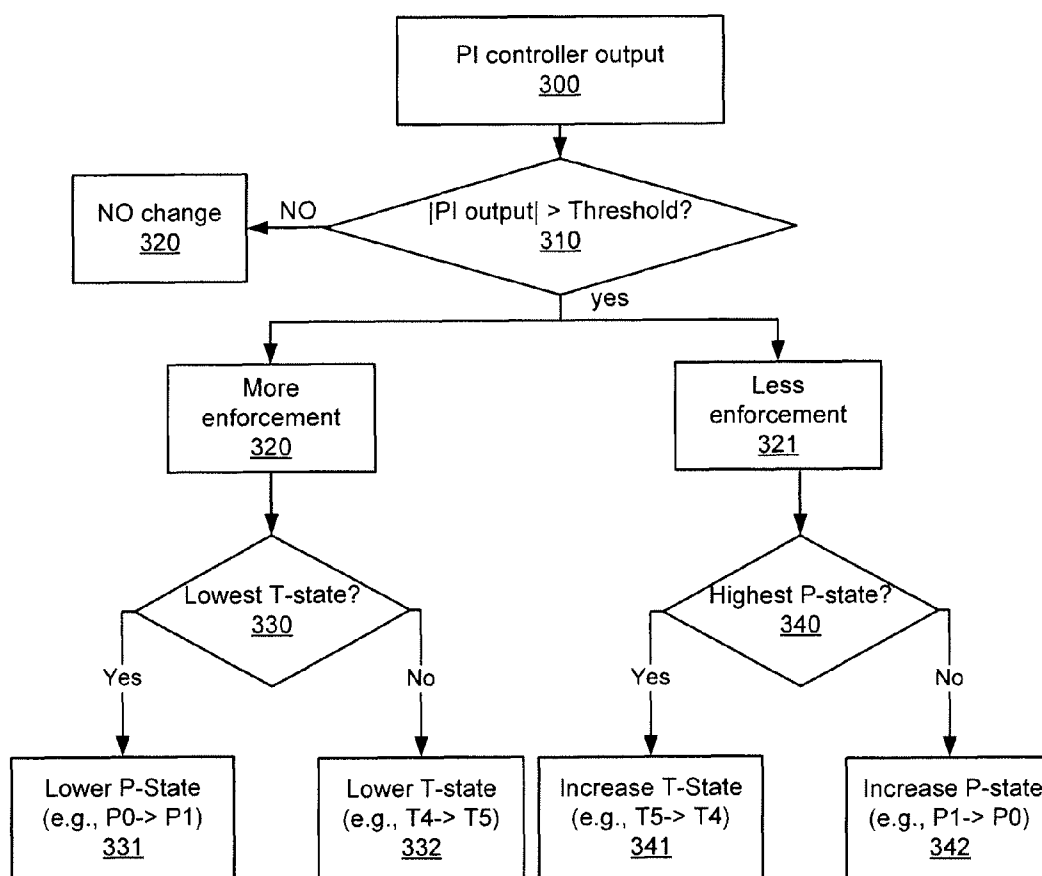 PI controller output
300
|PI output| > Threshold?
310
NO
NO change
320
yes
More
enforcement
320
Less
enforcement
321
Lowest T-state?
330
Highest P-state?
340
Yes
No
Yes
No
Lower P-State
(e.g., P0-> P1)
331
Lower T-state
(e.g., T4-> T5)
332
Increase T-State
(e.g., T5-> T4)
341
Increase P-state
(e.g., P1-> P0)
342